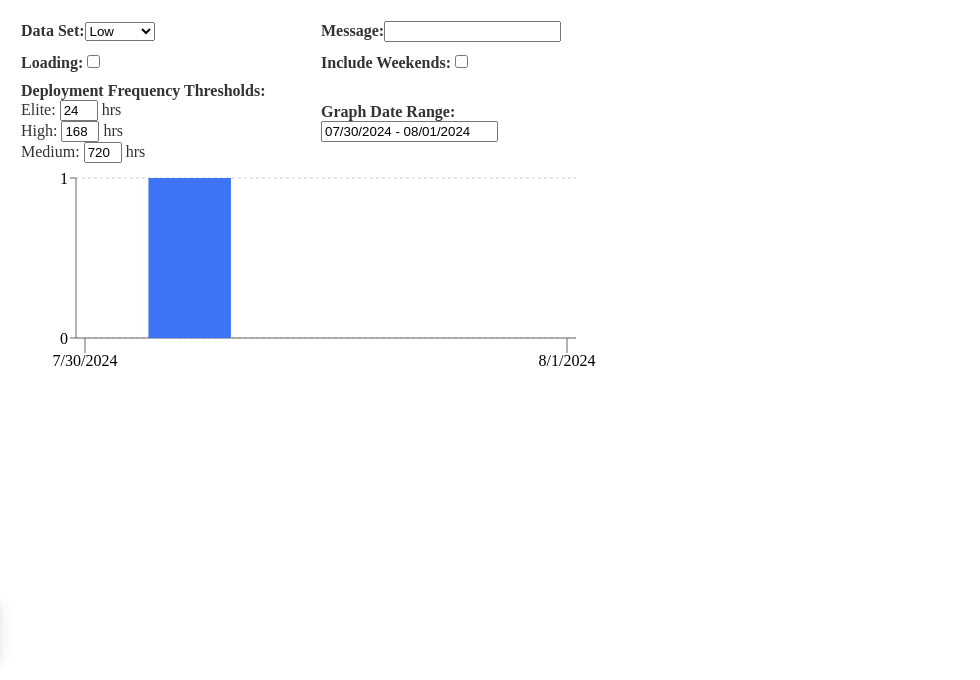 Data Set: Low
Message:
Loading:
Include Weekends:
Deployment Frequency Thresholds:
Elite: 24 hrs
High: 168 hrs
Medium: 720 hrs
Graph Date Range:
07/30/2024 - 08/01/2024
1
0
7/30/2024
8/1/2024